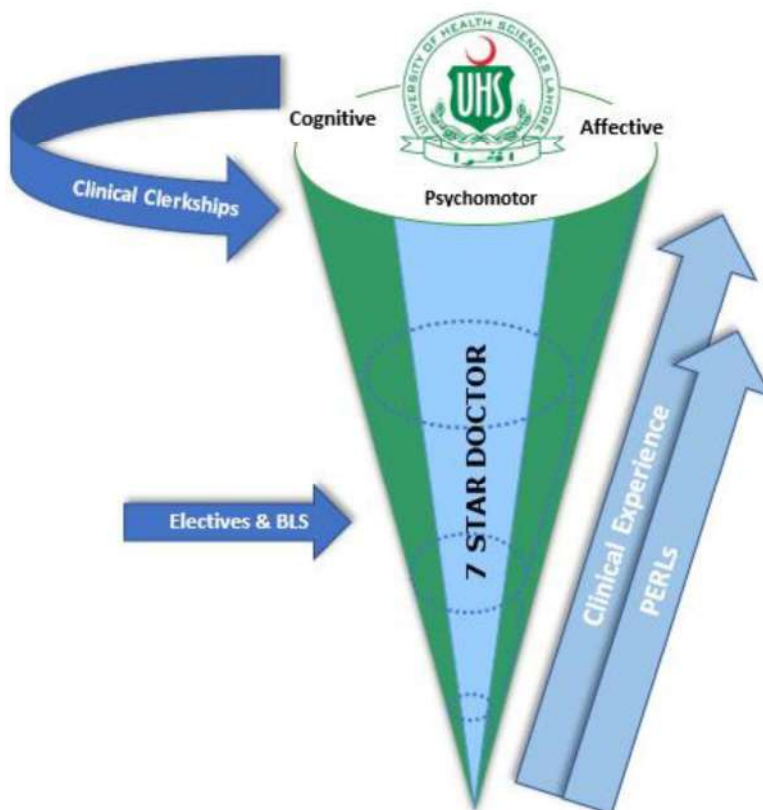 UNIVERSITY OF HEALTH SCIENCES LAHORE
UHS
Cognitive
Affective
Psychomotor
Clinical Clerkships
7 STAR DOCTOR
Electives & BLS
Clinical Experience
PERLs